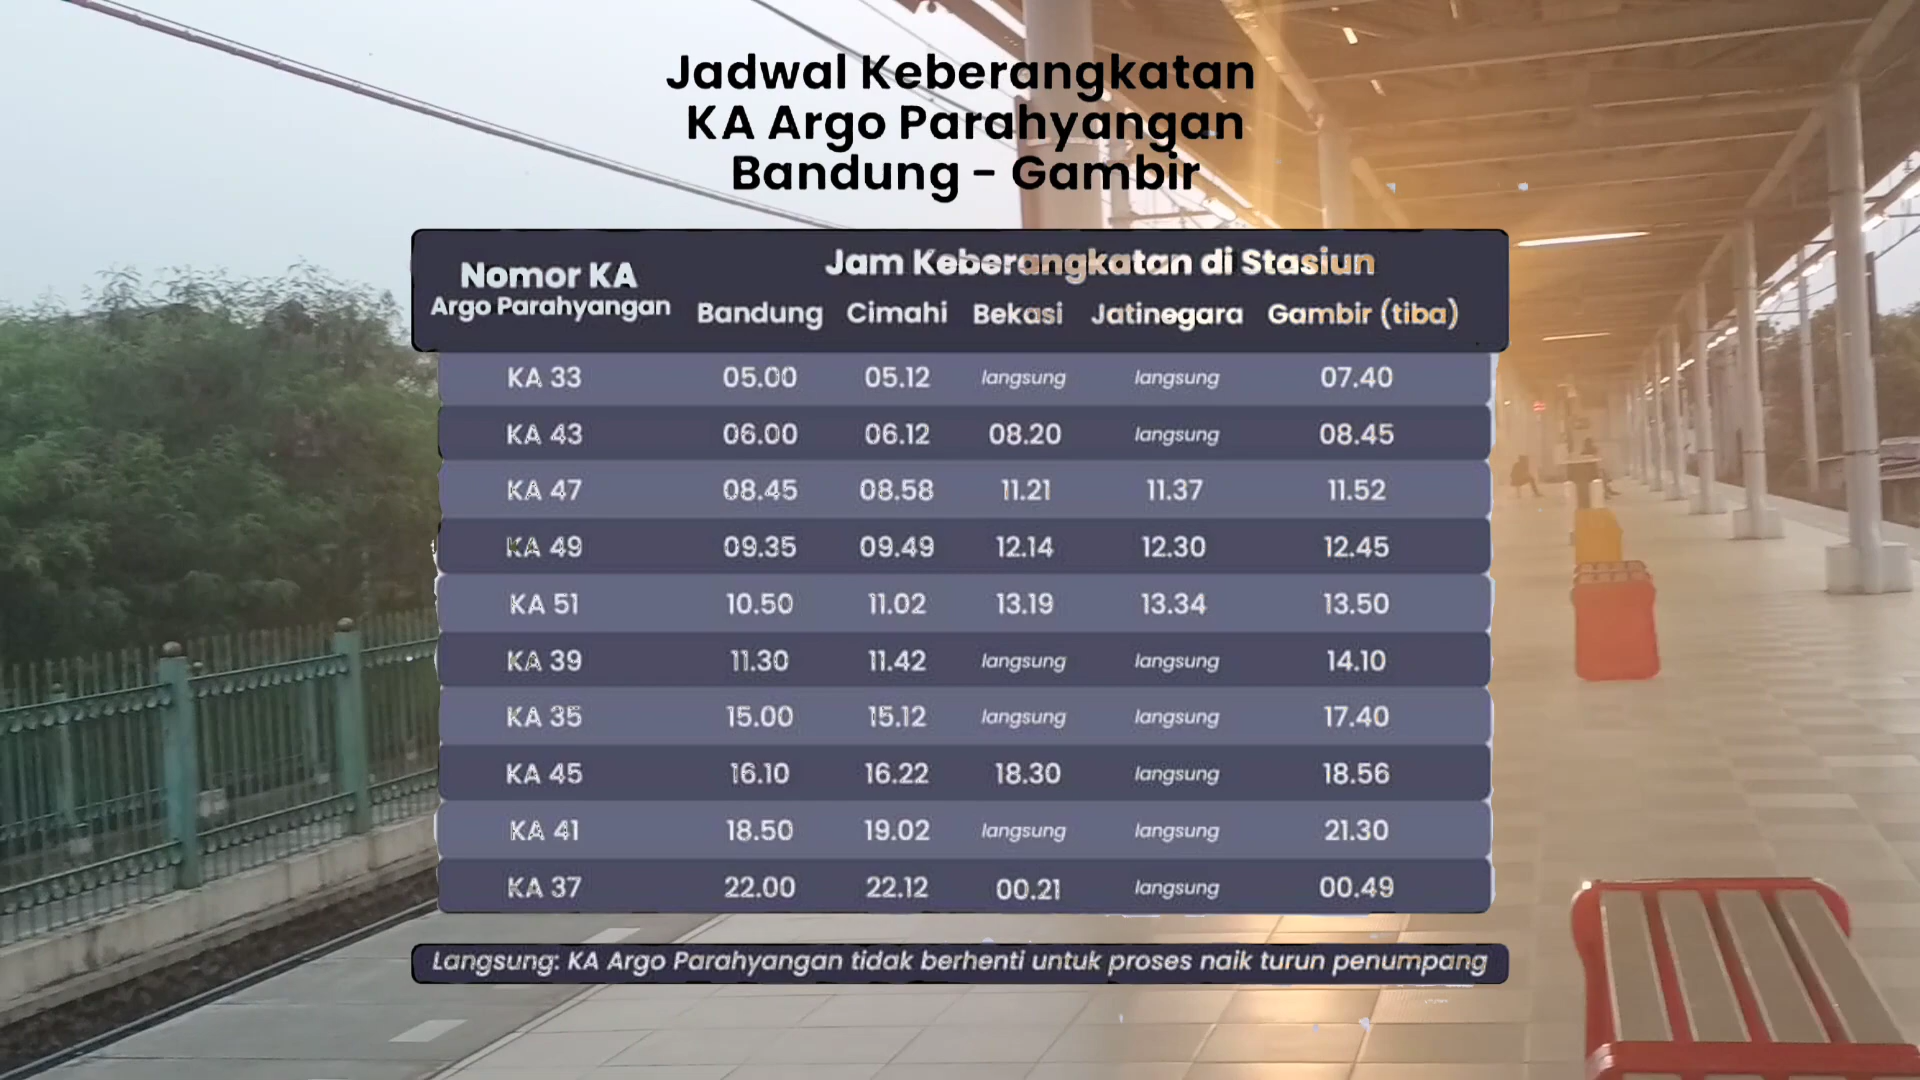 Jadwal Keberangkatan
KA Argo Parahyangan
Bandung - Gambir
Nomor KA
Argo Parahyangan
Jam Keberangkatan di Stasiun
Bandung Cimahi Bekasi Jatinegara Gambir (tiba)
KA 33 05.00 05.12 langsung langsung 07.40
KA 43 06.00 06.12 08.20 langsung 08.45
KA 47 08.45 08.58 11.21 11.37 11.52
KA 49 09.35 09.49 12.14 12.30 12.45
KA 51 10.50 11.02 13.19 13.34 13.50
KA 39 11.30 11.42 langsung langsung 14.10
KA 35 15.00 15.12 langsung langsung 17.40
KA 45 16.10 16.22 18.30 langsung 18.56
KA 41 18.50 19.02 langsung langsung 21.30
KA 37 22.00 22.12 00.21 langsung 00.49
Langsung: KA Argo Parahyangan tidak berhenti untuk proses naik turun penumpang